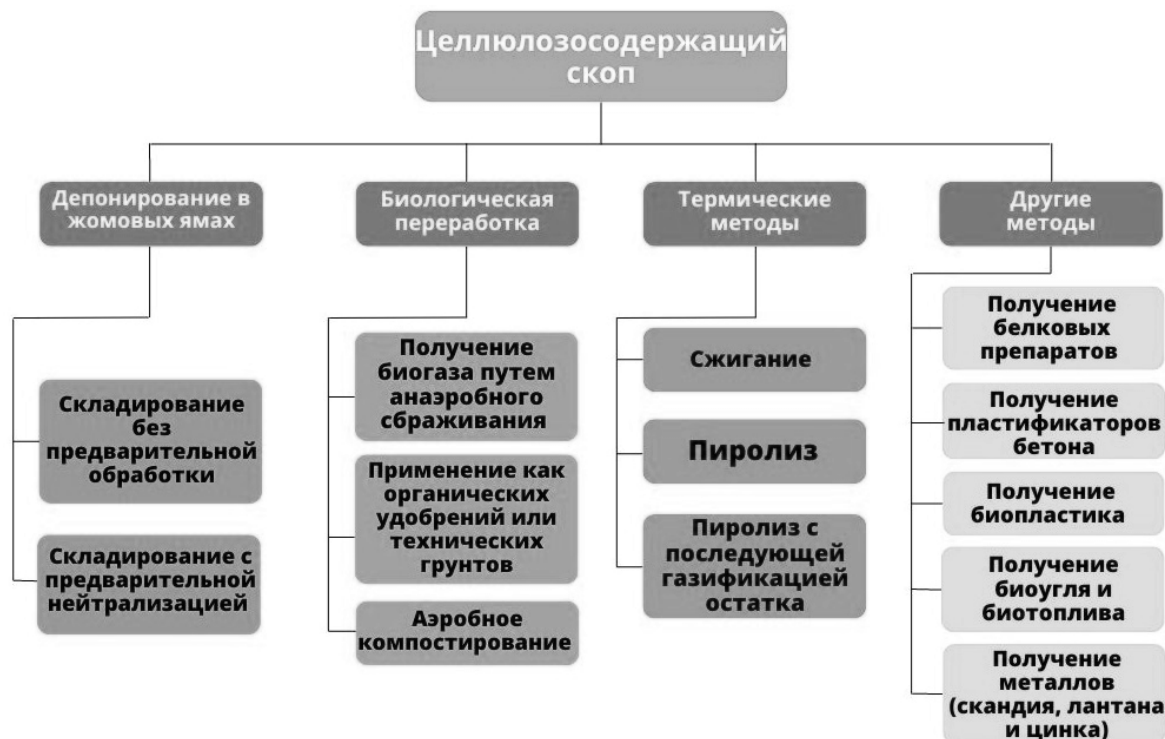 Целлюлозосодержащий
скоп
Депонирование в
жомовых ямах
Биологическая
переработка
Термические
методы
Другие
методы
Складирование
без
предварительной
обработки
Складирование с
предварительной
нейтрализацией
Получение
биогаза путем
анаэробного
сбраживания
Применение как
органических
удобрений или
технических
грунтов
Аэробное
компостирование
Сжигание
Пиролиз
Пиролиз с
последующей
газификацией
остатка
Получение
белковых
препаратов
Получение
пластификаторов
бетона
Получение
биопластика
Получение
биоугля и
биотоплива
Получение
металлов
(скандия, лантана
и цинка)